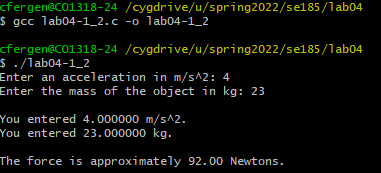 cfergen@CO1318-24 /cygdrive/u/spring2022/se185/lab04
$ gcc lab04-1_2.c -o lab04-1_2
cfergen@CO1318-24 /cygdrive/u/spring2022/se185/lab04
$ ./lab04-1_2
Enter an acceleration in m/s^2: 4
Enter the mass of the object in kg: 23
You entered 4.000000 m/s^2.
You entered 23.000000 kg.
The force is approximately 92.00 Newtons.